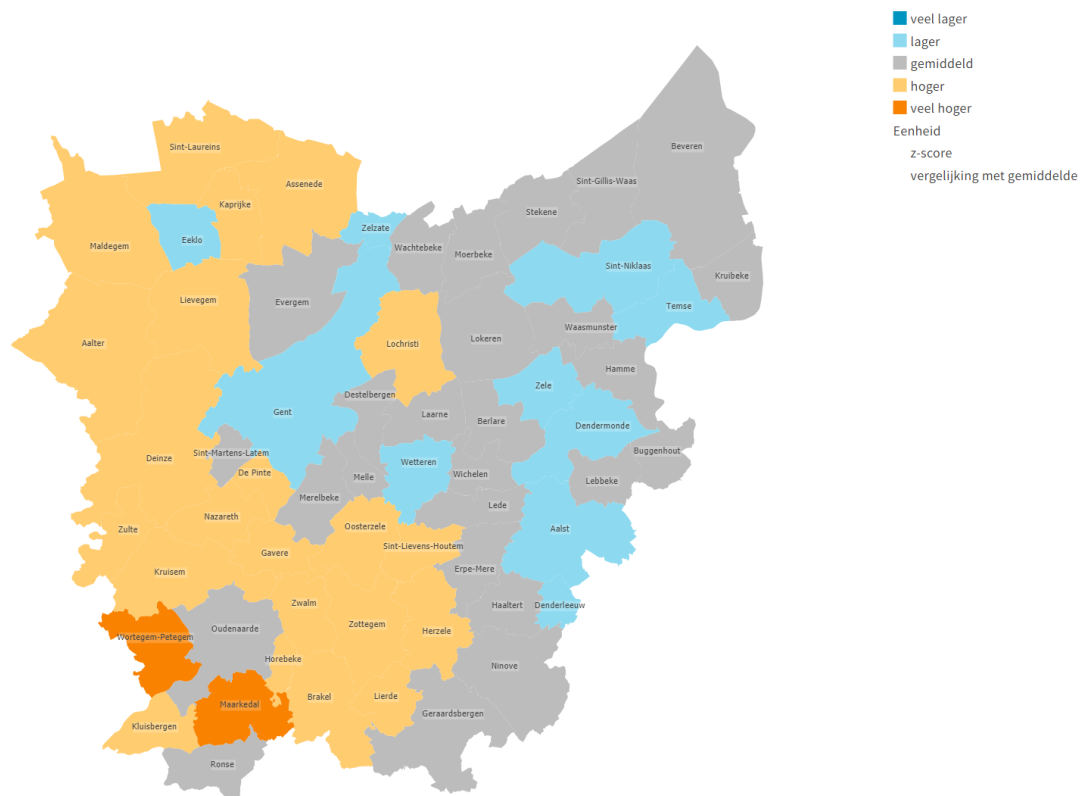 veel lager
lager
gemiddeld
hoger
veel hoger
Eenheid
z-score
vergelijking met gemiddelde
Beveren
Sint-Laureins
Sint-Gillis-Waas
Assenede
Kaprijke
Stekene
Zelzate
Eeklo
Maldegem
Wachtebeke
Moerbeke
Sint-Niklaas
Kruibeke
Lievegem
Evergem
Temse
Waasmunster
Lokeren
Aalter
Lochristi
Hamme
Zele
Destelbergen
Gent
Laarne
Berlare
Dendermonde
Buggenhout
Sint-Martens-Latem
Deinze
Wetteren
De Pinte
Wichelen
Melle
Lebbeke
Merelbeke
Lede
Nazareth
Oosterzele
Zulte
Aalst
Sint-Lievens-Houtem
Gavere
Erpe-Mere
Kruisem
Zwalm
Haaltert
Denderleeuw
Zottegem
Oudenaarde
Herzele
Wortegem-Petegem
Horebeke
Ninove
Brakel
Lierde
Maarkedal
Geraardsbergen
Kluisbergen
Ronse